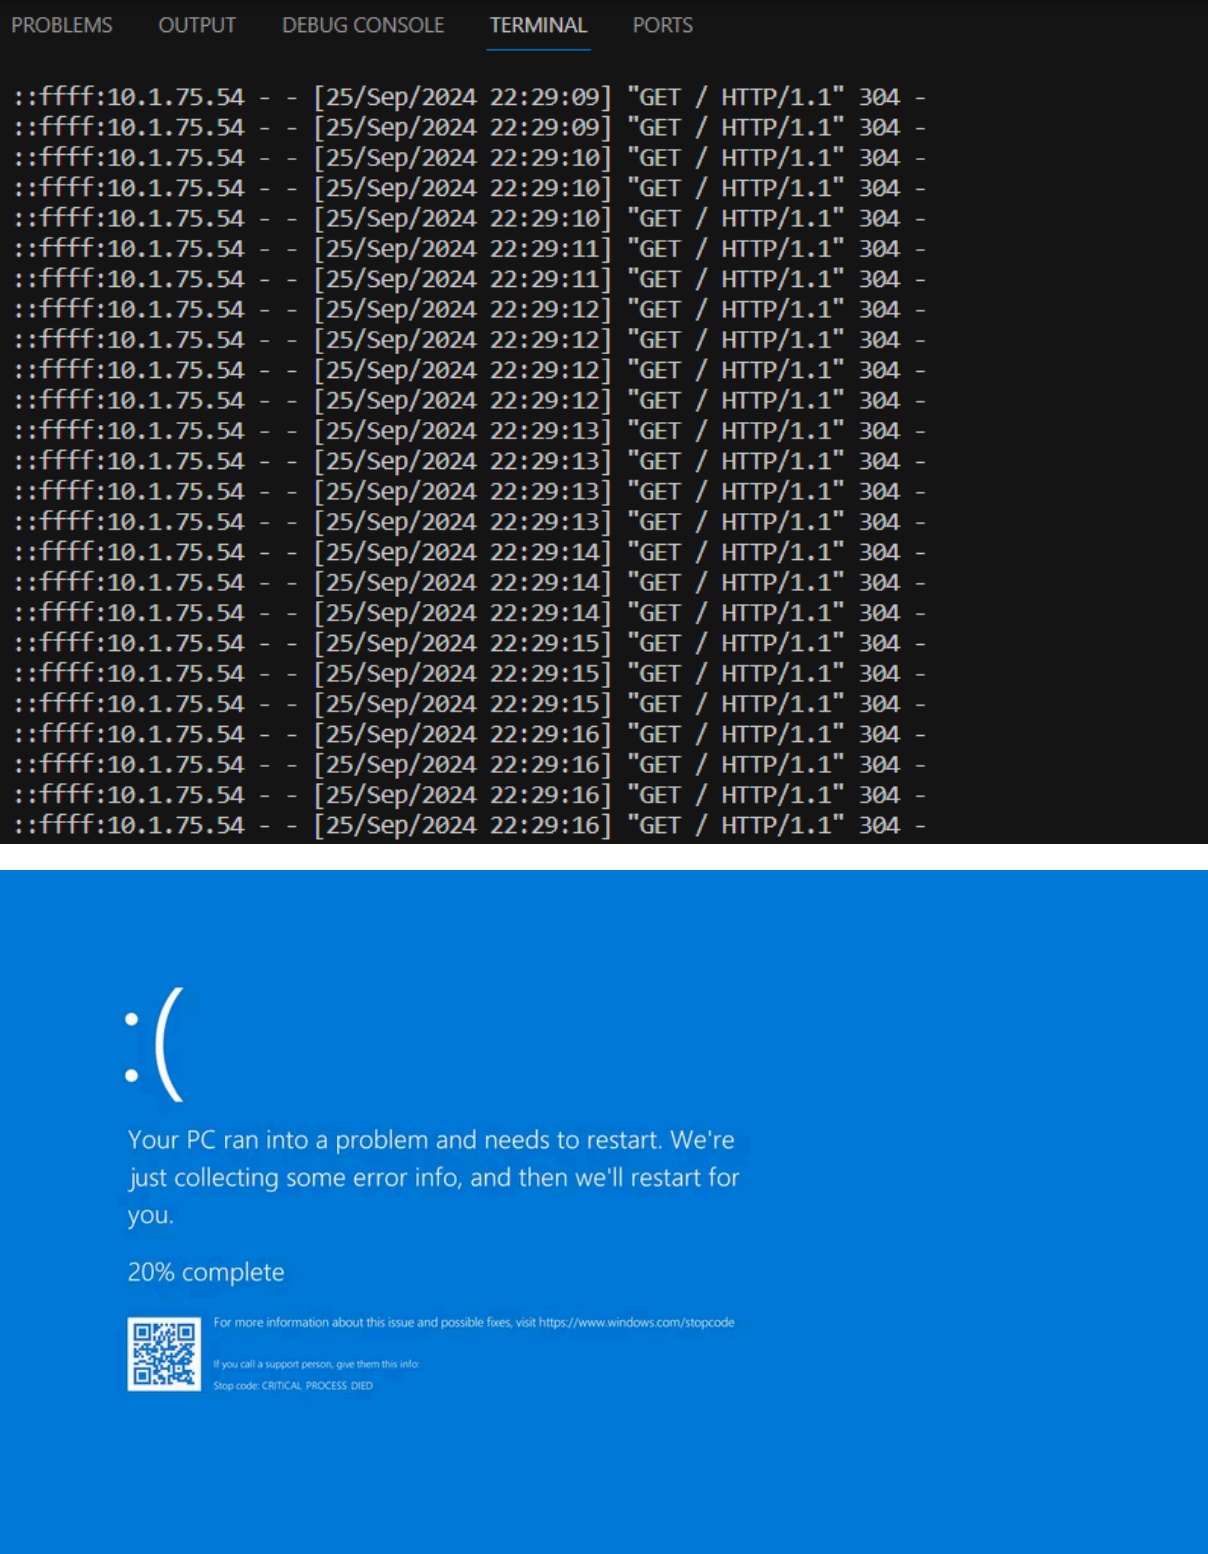 PROBLEMS OUTPUT DEBUG CONSOLE TERMINAL PORTS
::ffff:10.1.75.54 - - [25/Sep/2024 22:29:09] "GET / HTTP/1.1" 304 -
::ffff:10.1.75.54 - - [25/Sep/2024 22:29:09] "GET / HTTP/1.1" 304 -
::ffff:10.1.75.54 - - [25/Sep/2024 22:29:10] "GET / HTTP/1.1" 304 -
::ffff:10.1.75.54 - - [25/Sep/2024 22:29:10] "GET / HTTP/1.1" 304 -
::ffff:10.1.75.54 - - [25/Sep/2024 22:29:10] "GET / HTTP/1.1" 304 -
::ffff:10.1.75.54 - - [25/Sep/2024 22:29:11] "GET / HTTP/1.1" 304 -
::ffff:10.1.75.54 - - [25/Sep/2024 22:29:11] "GET / HTTP/1.1" 304 -
::ffff:10.1.75.54 - - [25/Sep/2024 22:29:12] "GET / HTTP/1.1" 304 -
::ffff:10.1.75.54 - - [25/Sep/2024 22:29:12] "GET / HTTP/1.1" 304 -
::ffff:10.1.75.54 - - [25/Sep/2024 22:29:12] "GET / HTTP/1.1" 304 -
::ffff:10.1.75.54 - - [25/Sep/2024 22:29:12] "GET / HTTP/1.1" 304 -
::ffff:10.1.75.54 - - [25/Sep/2024 22:29:13] "GET / HTTP/1.1" 304 -
::ffff:10.1.75.54 - - [25/Sep/2024 22:29:13] "GET / HTTP/1.1" 304 -
::ffff:10.1.75.54 - - [25/Sep/2024 22:29:13] "GET / HTTP/1.1" 304 -
::ffff:10.1.75.54 - - [25/Sep/2024 22:29:13] "GET / HTTP/1.1" 304 -
::ffff:10.1.75.54 - - [25/Sep/2024 22:29:14] "GET / HTTP/1.1" 304 -
::ffff:10.1.75.54 - - [25/Sep/2024 22:29:14] "GET / HTTP/1.1" 304 -
::ffff:10.1.75.54 - - [25/Sep/2024 22:29:14] "GET / HTTP/1.1" 304 -
::ffff:10.1.75.54 - - [25/Sep/2024 22:29:15] "GET / HTTP/1.1" 304 -
::ffff:10.1.75.54 - - [25/Sep/2024 22:29:15] "GET / HTTP/1.1" 304 -
::ffff:10.1.75.54 - - [25/Sep/2024 22:29:15] "GET / HTTP/1.1" 304 -
::ffff:10.1.75.54 - - [25/Sep/2024 22:29:16] "GET / HTTP/1.1" 304 -
::ffff:10.1.75.54 - - [25/Sep/2024 22:29:16] "GET / HTTP/1.1" 304 -
::ffff:10.1.75.54 - - [25/Sep/2024 22:29:16] "GET / HTTP/1.1" 304 -
::ffff:10.1.75.54 - - [25/Sep/2024 22:29:16] "GET / HTTP/1.1" 304 -
:(
Your PC ran into a problem and needs to restart. We're
just collecting some error info, and then we'll restart for
you.
20% complete
For more information about this issue and possible fixes, visit https://www.windows.com/stopcode
If you call a support person, give them this info:
Stop code: CRITICAL_PROCESS_DIED